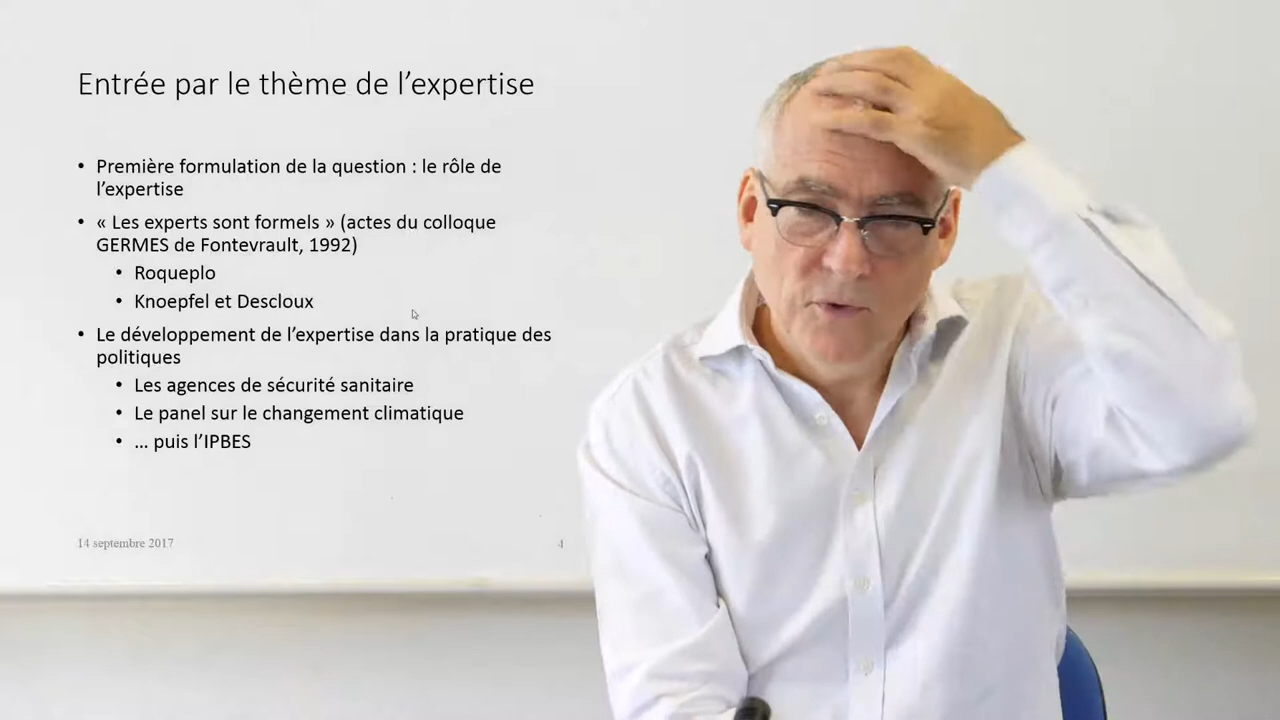 Entrée par le thème de l’expertise
• Première formulation de la question : le rôle de
l’expertise
• « Les experts sont formels » (actes du colloque
GERMES de Fontevrault, 1992)
• Roqueplo
• Knoepfel et Descloux
• Le développement de l’expertise dans la pratique des
politiques
• Les agences de sécurité sanitaire
• Le panel sur le changement climatique
• … puis l’IPBES
14 septembre 2017
4